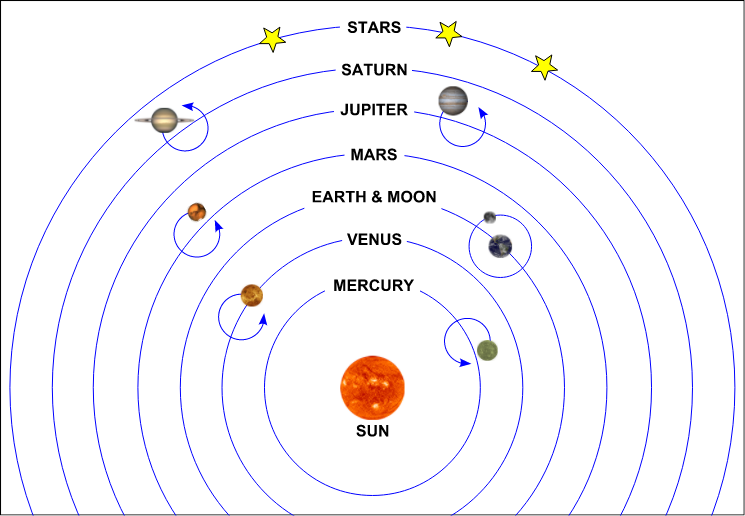 STARS
SATURN
JUPITER
MARS
EARTH & MOON
VENUS
MERCURY
SUN